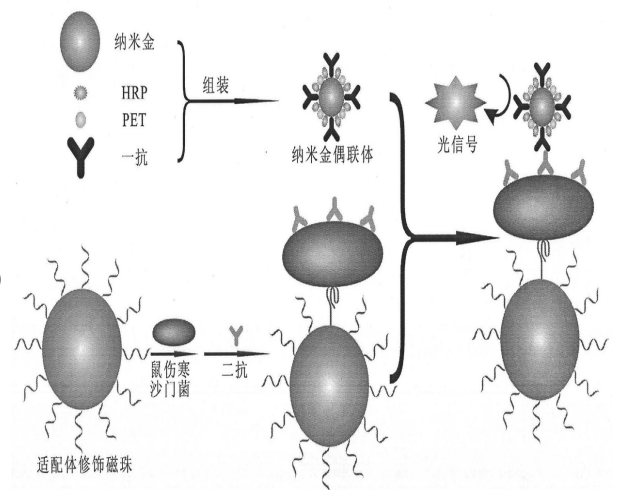 纳米金
HRP
PET
一抗
组装
纳米金偶联体
光信号
鼠伤寒
沙门菌
二抗
适配体修饰磁珠